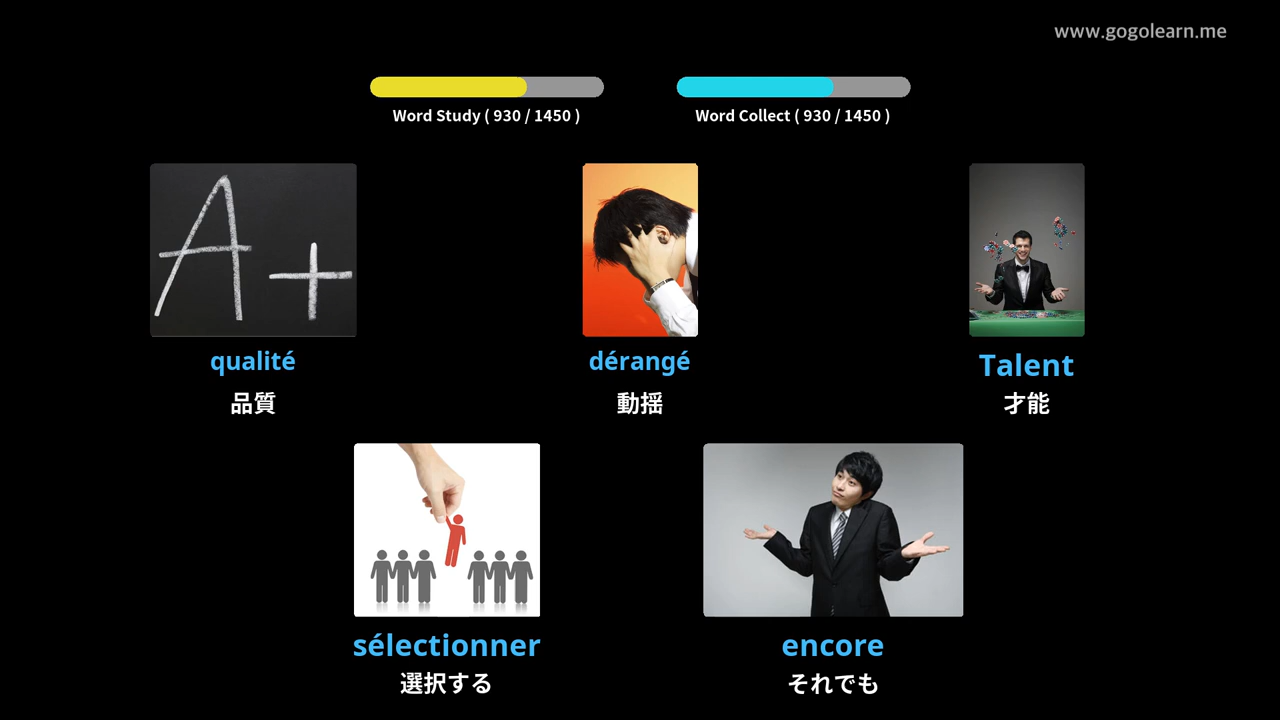 www.gogolearn.me
Word Study ( 930 / 1450 )
Word Collect ( 930 / 1450 )
A+
qualité
dérangé
Talent
品質
動揺
才能
sélectionner
encore
選択する
それでも